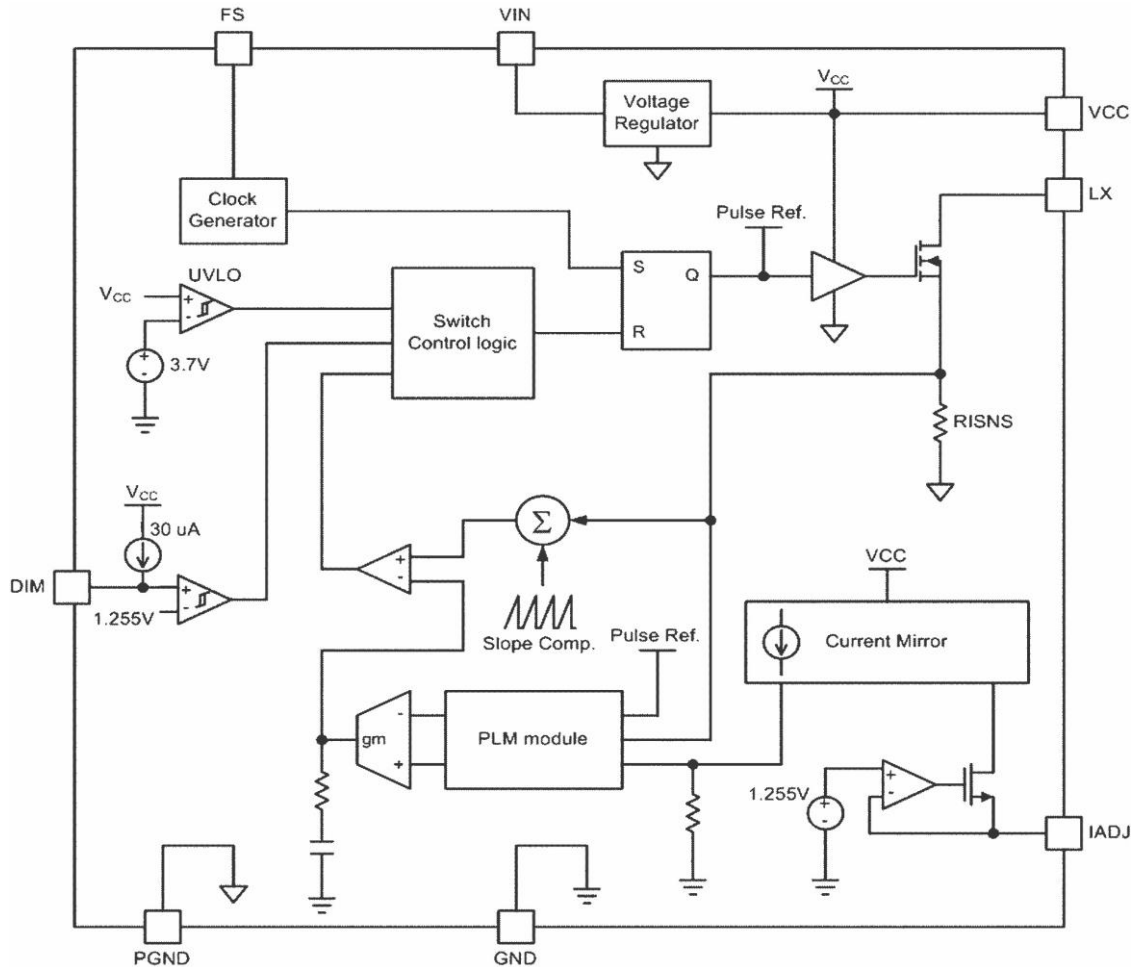 FS
VIN
VCC
Voltage
Regulator
VCC
LX
Clock
Generator
Pulse Ref.
UVLO
VCC
+
-
S
Q
Switch
Control logic
R
+
-
3.7V
RISNS
VCC
30 uA
Σ
+
-
VCC
DIM
+
-
1.255V
Slope Comp.
Pulse Ref.
Current Mirror
-
gm
+
PLM module
1.255V
+
-
+
-
IADJ
PGND
GND